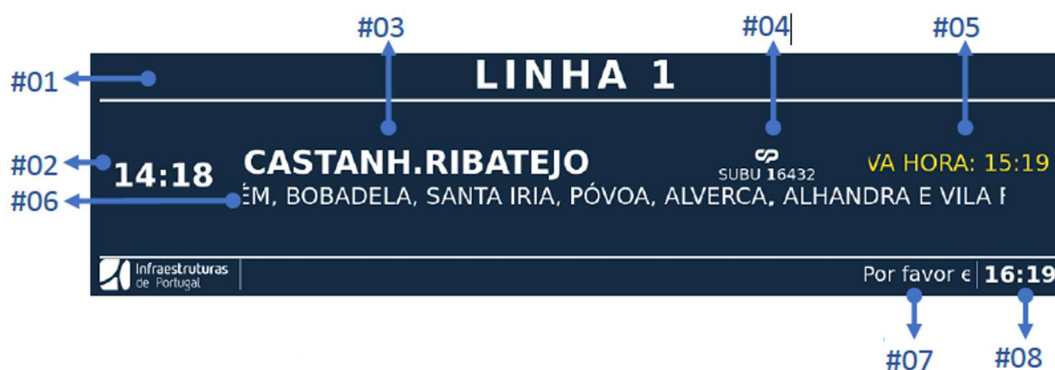 #03 #04 #05
#01 LINHA 1
#02 14:18 CASTANH.RIBATEJO SUBU 16432 VA HORA: 15:19
#06 ÉM, BOBADELA, SANTA IRIA, PÓVOA, ALVERCA, ALHANDRA E VILA F
Infraestruturas
de Portugal
Por favor e 16:19
#07 #08